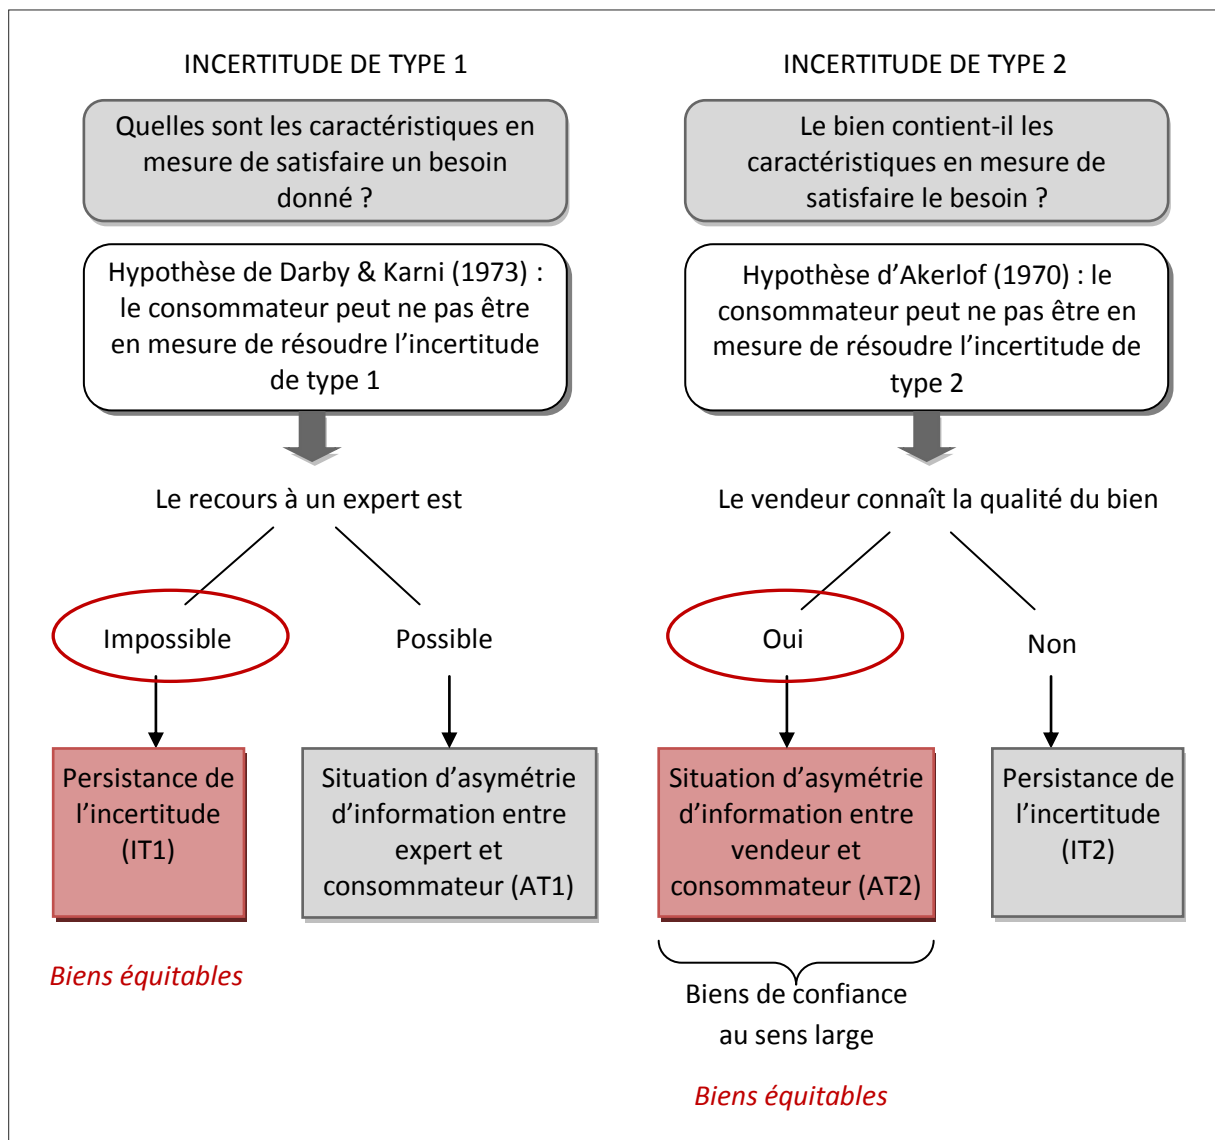 INCERTITUDE DE TYPE 1
Quelles sont les caractéristiques en
mesure de satisfaire un besoin
donné ?
Hypothèse de Darby & Karni (1973) :
le consommateur peut ne pas être
en mesure de résoudre l’incertitude
de type 1
Le recours à un expert est
Impossible
Possible
Persistance de
l’incertitude
(IT1)
Situation d’asymétrie
d’information entre
expert et
consommateur (AT1)
Biens équitables
INCERTITUDE DE TYPE 2
Le bien contient-il les
caractéristiques en mesure de
satisfaire le besoin ?
Hypothèse d’Akerlof (1970) : le
consommateur peut ne pas être en
mesure de résoudre l’incertitude de
type 2
Le vendeur connaît la qualité du bien
Oui
Non
Situation d’asymétrie
d’information entre
vendeur et
consommateur (AT2)
Persistance de
l’incertitude
(IT2)
Biens de confiance
au sens large
Biens équitables